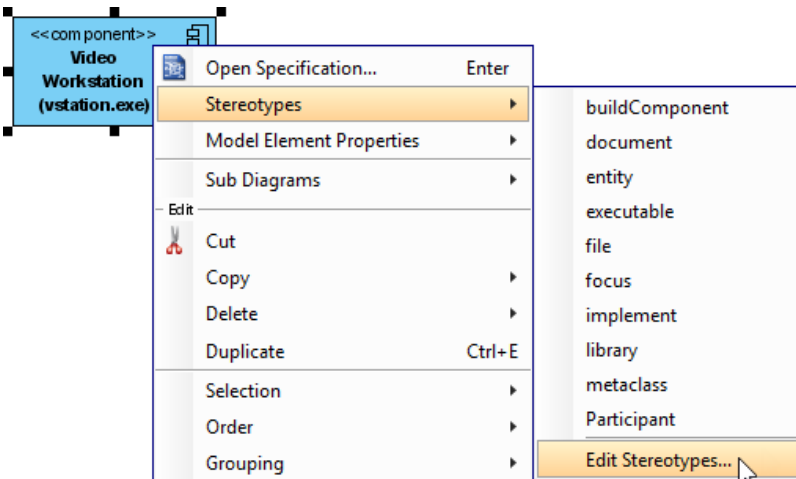 <<component>>
Video
Workstation
(vstation.exe)
Open Specification... Enter
Stereotypes
Model Element Properties
Sub Diagrams
Edit
Cut
Copy
Delete
Duplicate Ctrl+E
Selection
Order
Grouping
buildComponent
document
entity
executable
file
focus
implement
library
metaclass
Participant
Edit Stereotypes...